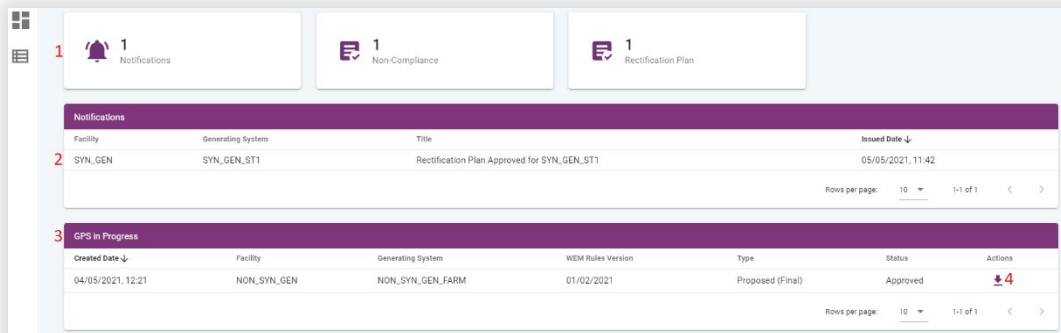 1 1 1 1
Notifications Non-Compliance Rectification Plan
Notifications
Facility Generating System Title Issued Date ↓
2 SYN_GEN SYN_GEN_ST1 Rectification Plan Approved for SYN_GEN_ST1 05/05/2021, 11:42
Rows per page: 10 1-1 of 1 < >
3 GPS in Progress
Created Date ↓ Facility Generating System WEM Rules Version Type Status Actions
04/05/2021, 12:21 NON_SYN_GEN NON_SYN_GEN_FARM 01/02/2021 Proposed (Final) Approved 4
Rows per page: 10 1-1 of 1 < >